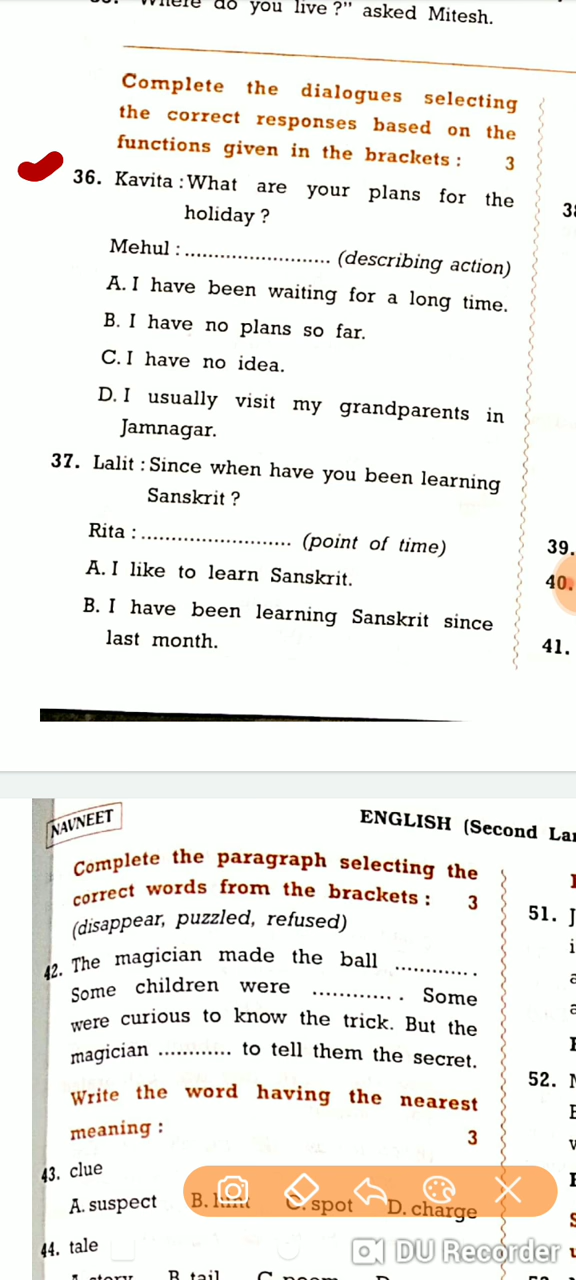 do you live ?" asked Mitesh.
Complete the dialogues selecting
the correct responses based on the
functions given in the brackets : 3
36. Kavita : What are your plans for the
holiday ?
Mehul : .......................... (describing action)
A. I have been waiting for a long time.
B. I have no plans so far.
C. I have no idea.
D. I usually visit my grandparents in
Jamnagar.
37. Lalit : Since when have you been learning
Sanskrit ?
Rita : .......................... (point of time)
A. I like to learn Sanskrit.
B. I have been learning Sanskrit since
last month.
39.
40.
41.
NAVNEET
ENGLISH (Second
Complete the paragraph selecting the
correct words from the brackets : 3
(disappear, puzzled, refused)
42. The magician made the ball ............. .
Some children were ............. . Some
were curious to know the trick. But the
magician ............. to tell them the secret.
Write the word having the nearest
meaning : 3
43. clue
A. suspect B. hint C. spot D. charge
44. tale
B. tail
51.
52.
DU Recorder